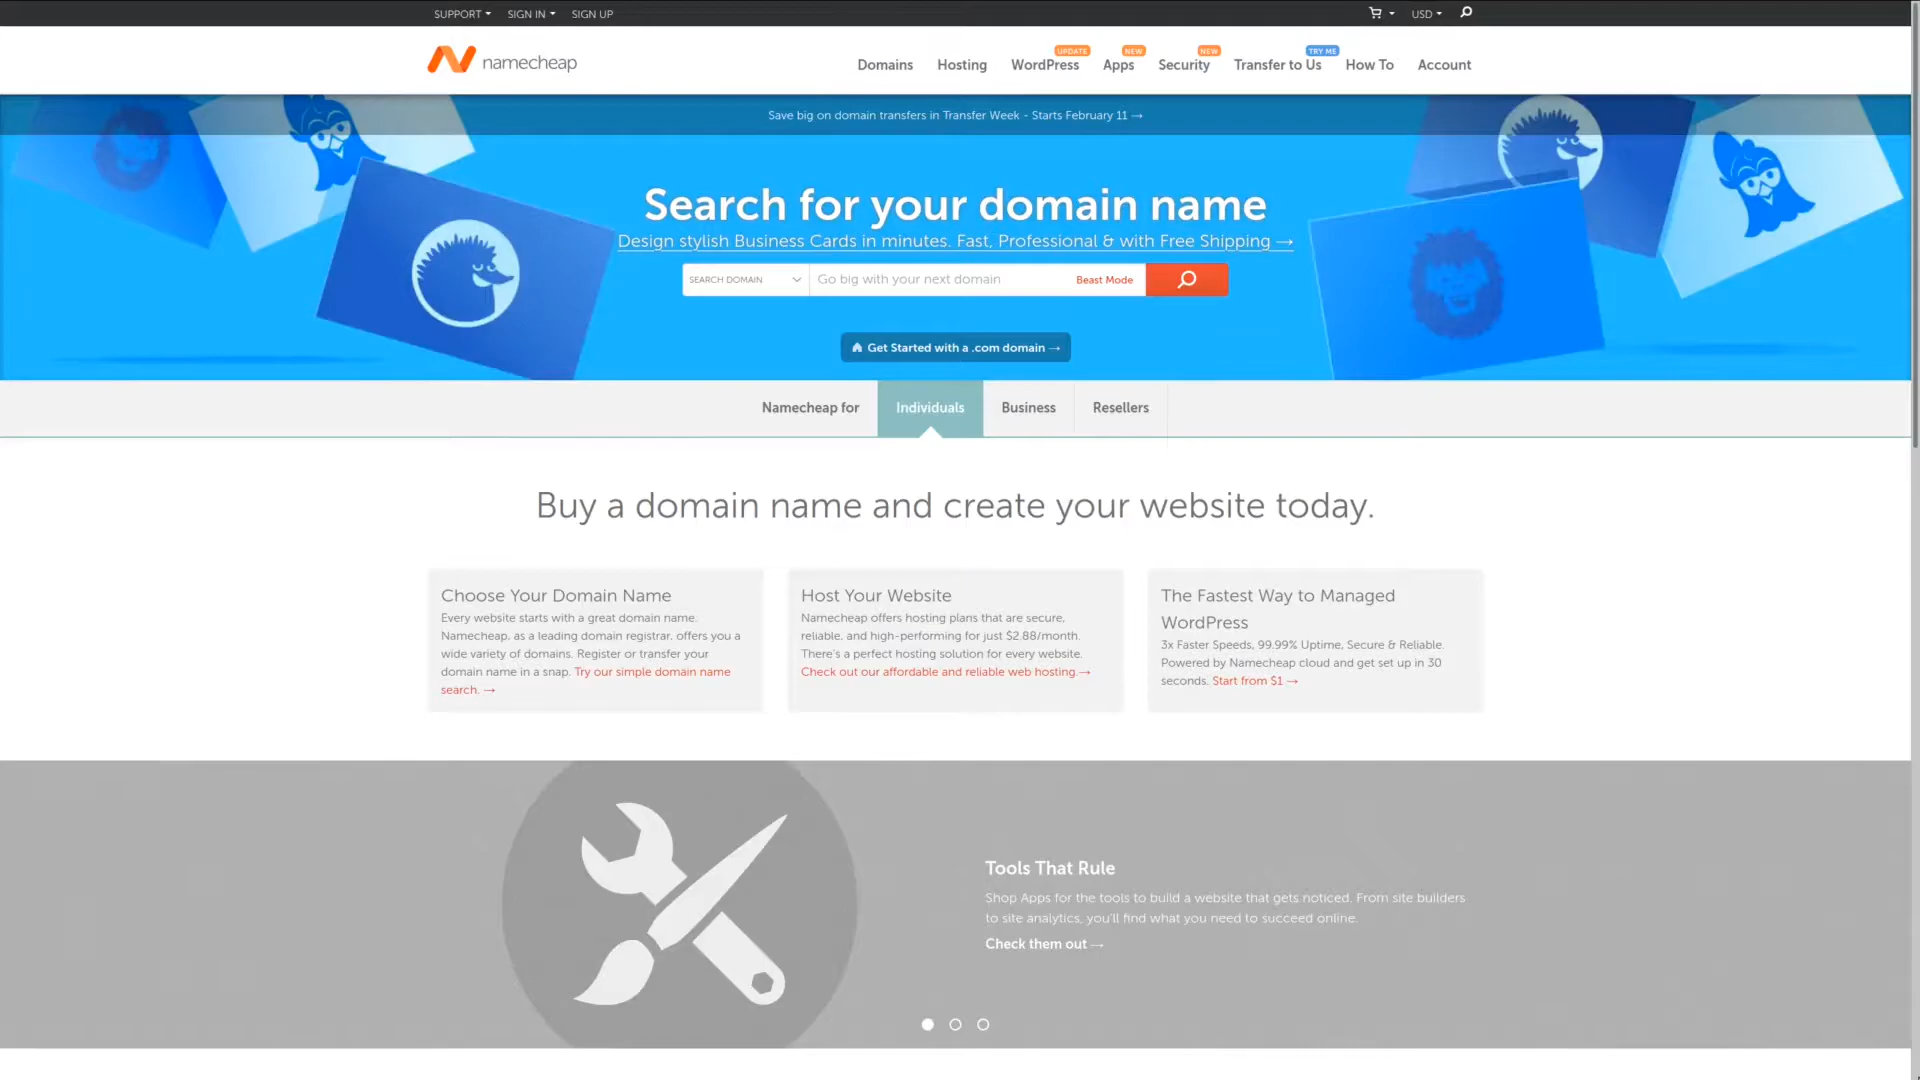 SUPPORT
SIGN IN
SIGN UP
USD
namecheap
UPDATE
NEW
NEW
TRY ME
Domains
Hosting
WordPress
Apps
Security
Transfer to Us
How To
Account
Save big on domain transfers in Transfer Week - Starts February 11 →
Search for your domain name
Design stylish Business Cards in minutes. Fast, Professional & with Free Shipping →
SEARCH DOMAIN
Go big with your next domain
Beast Mode
Get Started with a .com domain →
Namecheap for
Individuals
Business
Resellers
Buy a domain name and create your website today.
Choose Your Domain Name
Every website starts with a great domain name.
Namecheap, as a leading domain registrar, offers you a
wide variety of domains. Register or transfer your
domain name in a snap. Try our simple domain name
search. →
Host Your Website
Namecheap offers hosting plans that are secure,
reliable, and high-performing for just $2.88/month.
There's a perfect hosting solution for every website.
Check out our affordable and reliable web hosting.→
The Fastest Way to Managed
WordPress
3x Faster Speeds, 99.99% Uptime, Secure & Reliable.
Powered by Namecheap cloud and get set up in 30
seconds. Start from $1 →
Tools That Rule
Shop Apps for the tools to build a website that gets noticed. From site builders
to site analytics, you'll find what you need to succeed online.
Check them out →